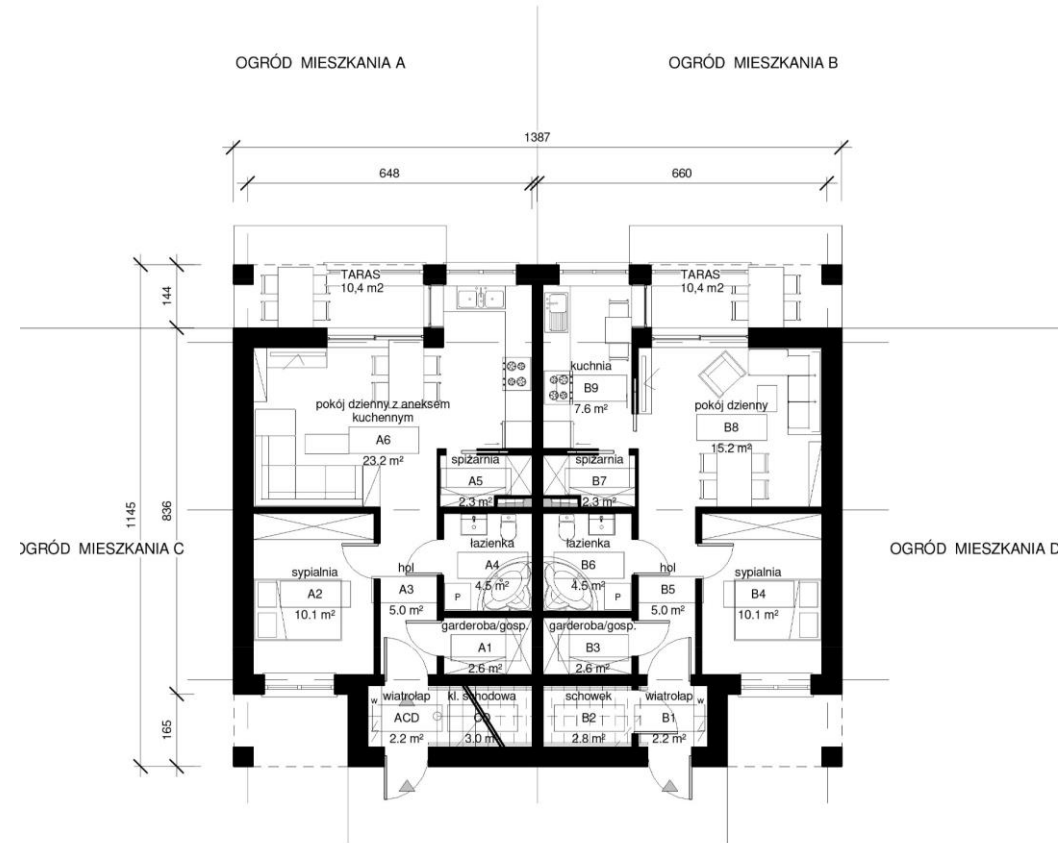 OGRÓD MIESZKANIA A
OGRÓD MIESZKANIA B
1387
648
660
TARAS
10,4 m2
TARAS
10,4 m2
144
836
1145
165
kuchnia
B9
7.6 m²
pokój dzienny z aneksem
kuchennym
A6
23.2 m²
pokój dzienny
B8
15.2 m²
spiżarnia
A5
2.3 m²
spiżarnia
B7
2.3 m²
OGRÓD MIESZKANIA C
OGRÓD MIESZKANIA D
łazienka
A4
4.5 m²
P
łazienka
B6
4.5 m²
P
sypialnia
A2
10.1 m²
hol
A3
5.0 m²
hol
B5
5.0 m²
sypialnia
B4
10.1 m²
garderoba/gosp.
A1
2.6 m²
garderoba/gosp.
B3
2.6 m²
w
wiatrołap
ACD
2.2 m²
kl. schodowa
CD
3.0 m²
schowek
B2
2.8 m²
wiatrołap
w
B1
2.2 m²